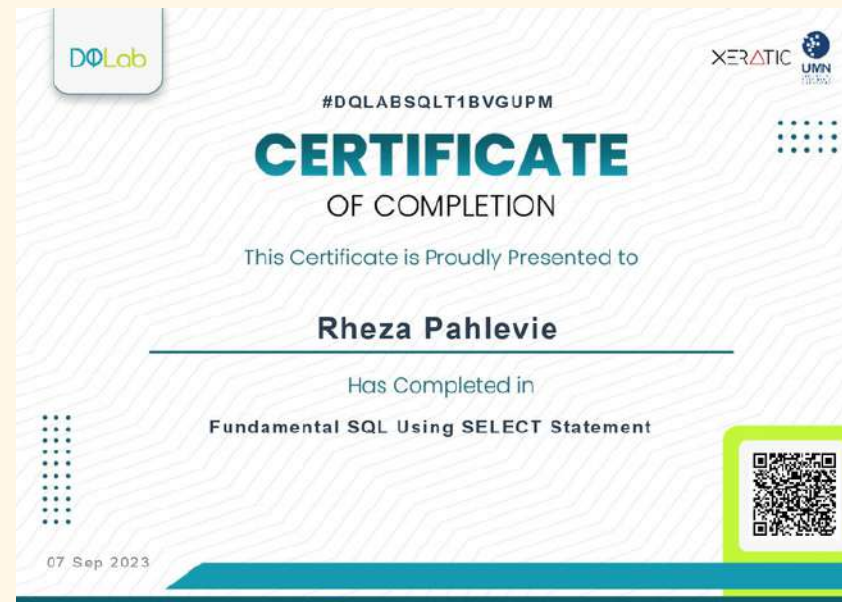 DQLab
XERATIC
UMN
#DQLABSQLT1BVGUPM
CERTIFICATE
OF COMPLETION
This Certificate is Proudly Presented to
Rheza Pahlevie
Has Completed in
Fundamental SQL Using SELECT Statement
07 Sep 2023